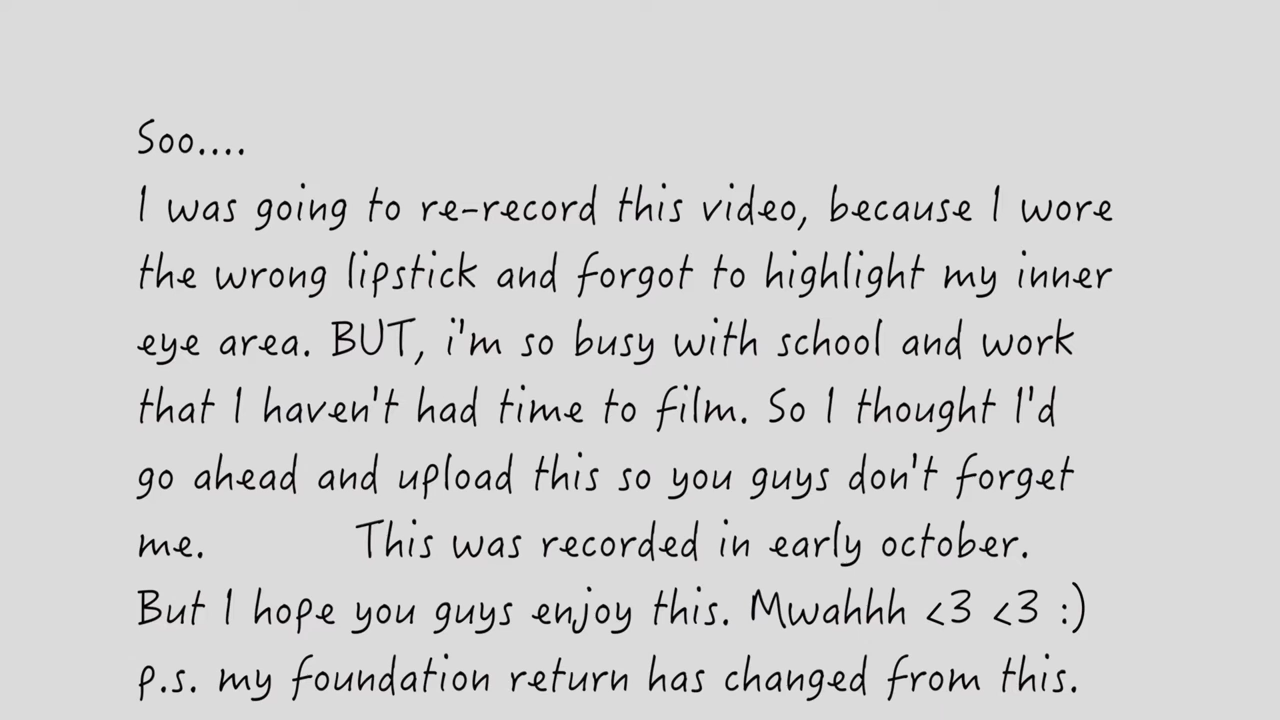 Soo....
I was going to re-record this video, because I wore
the wrong lipstick and forgot to highlight my inner
eye area. BUT, i'm so busy with school and work
that I haven't had time to film. So I thought I'd
go ahead and upload this so you guys don't forget
me. This was recorded in early october.
But I hope you guys enjoy this. Mwahhh <3 <3 :)
p.s. my foundation return has changed from this.